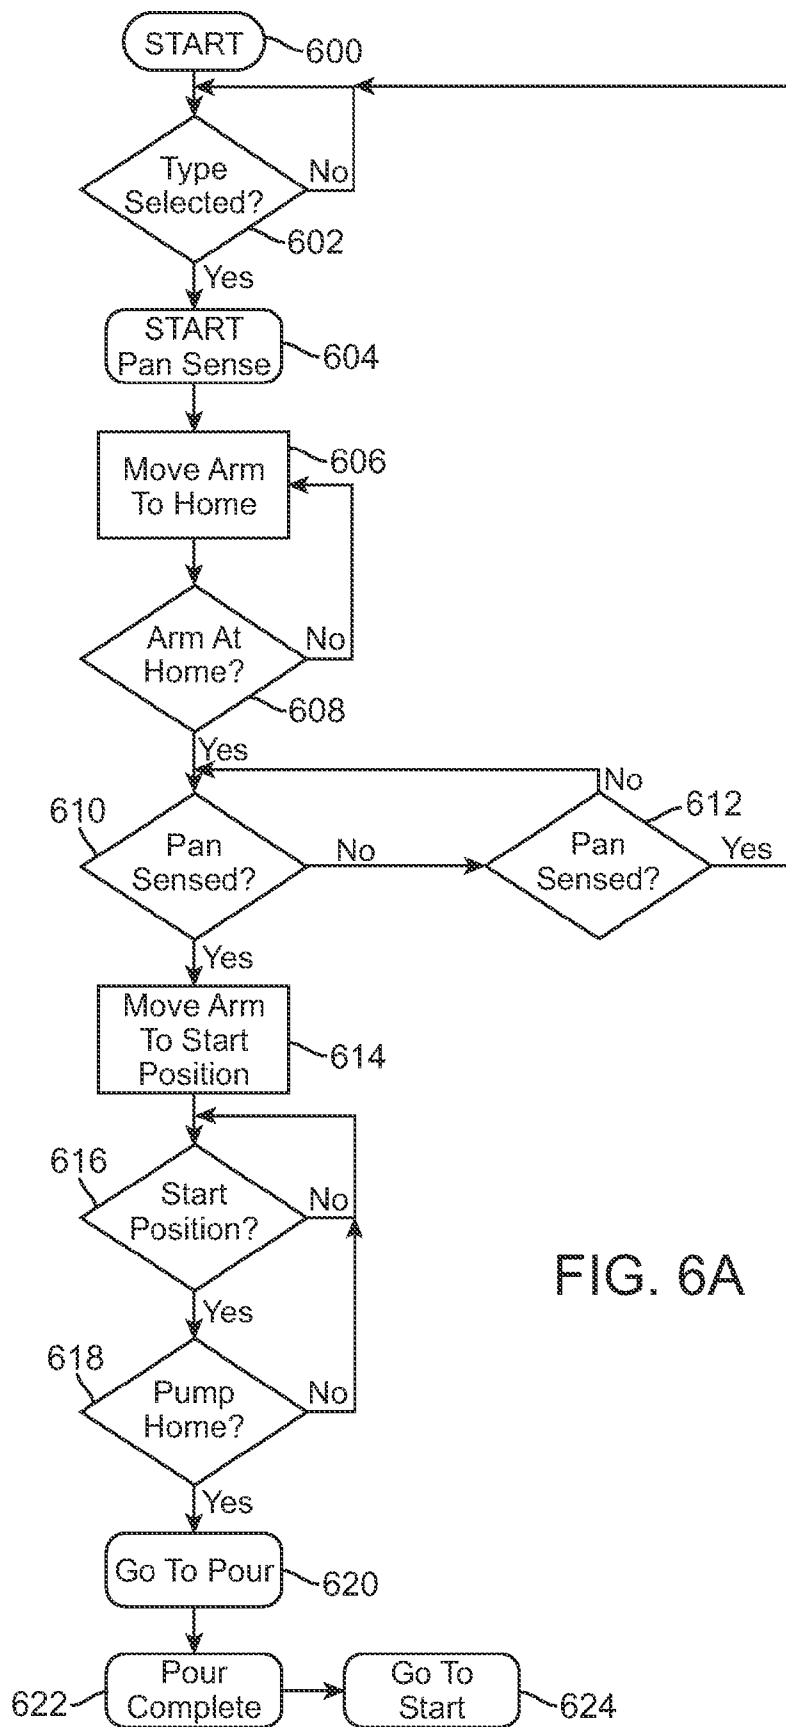 START
600
Type
Selected?
No
602
Yes
START
Pan Sense
604
Move Arm
To Home
606
Arm At
Home?
No
608
Yes
610
Pan
Sensed?
No
Pan
Sensed?
No
612
Yes
Yes
Move Arm
To Start
Position
614
616
Start
Position?
No
Yes
FIG. 6A
618
Pump
Home?
No
Yes
Go To Pour
620
622
Pour
Complete
Go To
Start
624